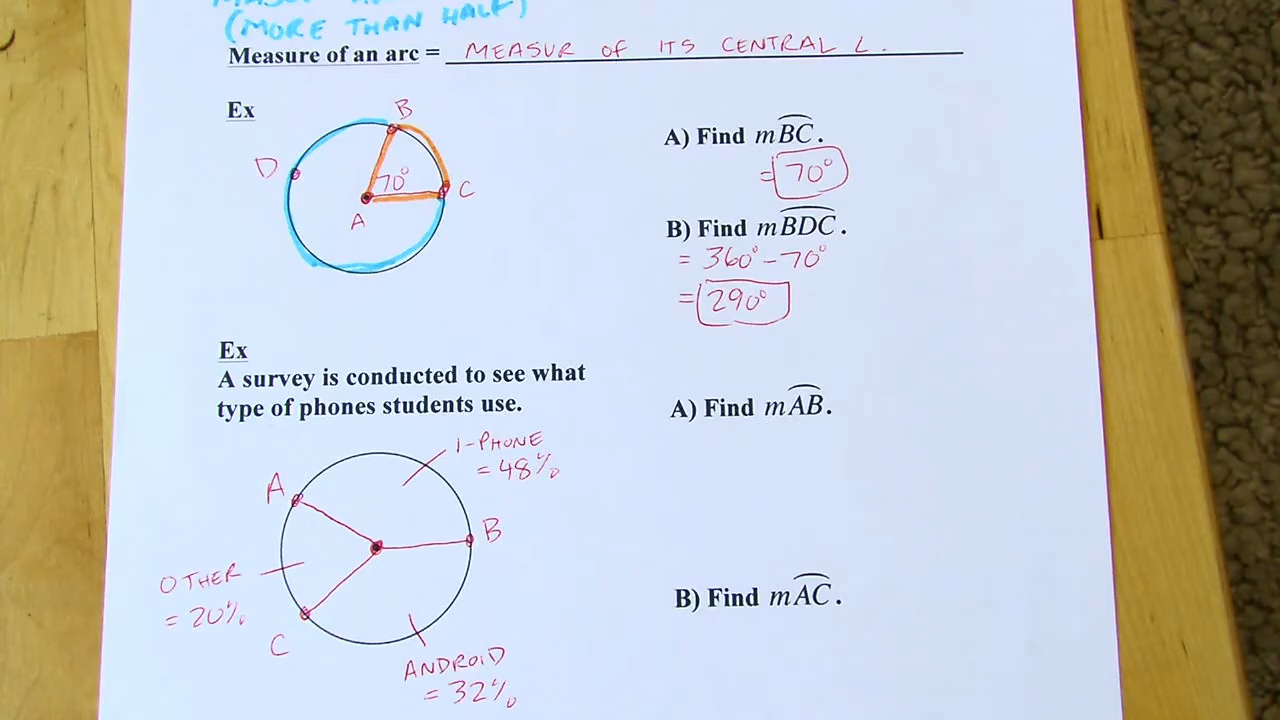 (MORE THAN HALF)
Measure of an arc = MEASUR OF ITS CENTRAL ∠.
Ex
B
D
70°
C
A
A) Find mBC.
= 70°
B) Find mBDC.
= 360° - 70°
= 290°
Ex
A survey is conducted to see what
type of phones students use.
A) Find mAB.
I-PHONE
= 48%
A
B
OTHER
= 20%
C
ANDROID
= 32%
B) Find mAC.